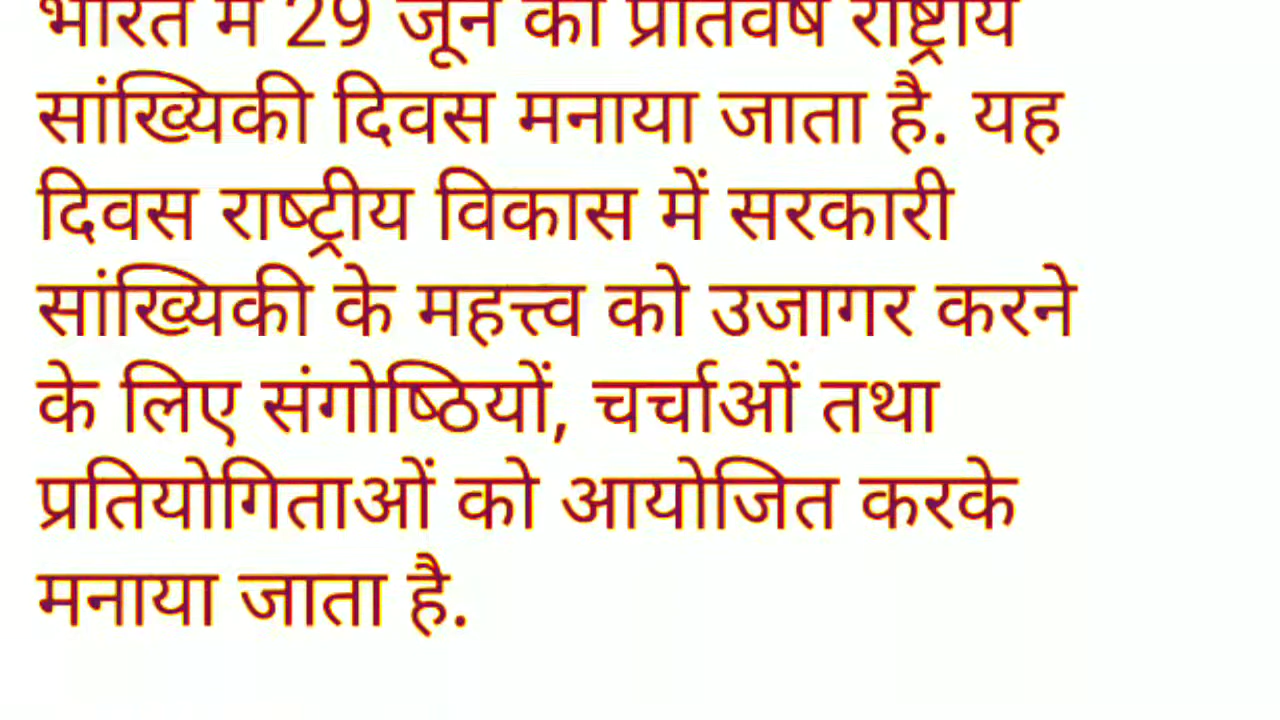 भारत में 29 जून को प्रतिवर्ष राष्ट्रीय
सांख्यिकी दिवस मनाया जाता है. यह
दिवस राष्ट्रीय विकास में सरकारी
सांख्यिकी के महत्त्व को उजागर करने
के लिए संगोष्ठियों, चर्चाओं तथा
प्रतियोगिताओं को आयोजित करके
मनाया जाता है.